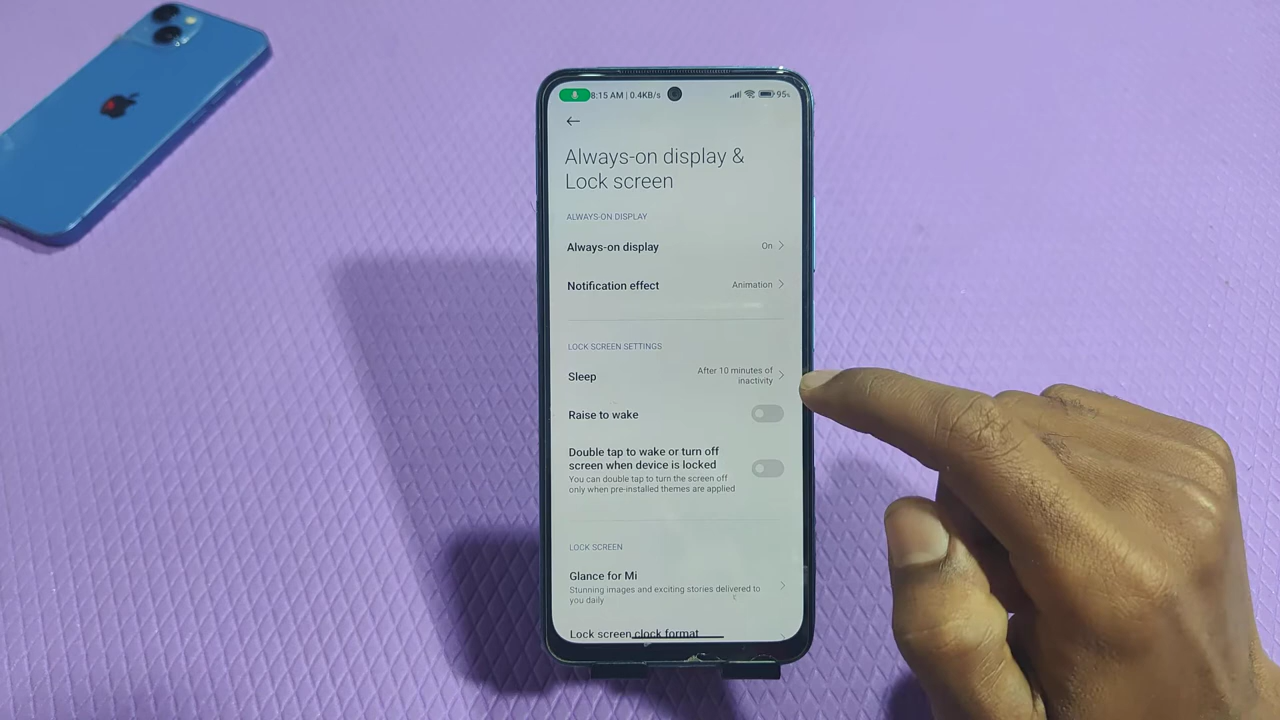 8:15 AM | 0.4KB/s 95%
Always-on display &
Lock screen
ALWAYS-ON DISPLAY
Always-on display On
Notification effect Animation
LOCK SCREEN SETTINGS
Sleep After 10 minutes of
inactivity
Raise to wake
Double tap to wake or turn off
screen when device is locked
You can double tap to turn the screen off
only when pre-installed themes are applied
LOCK SCREEN
Glance for Mi
Stunning images and exciting stories delivered to
you daily
Lock screen clock format